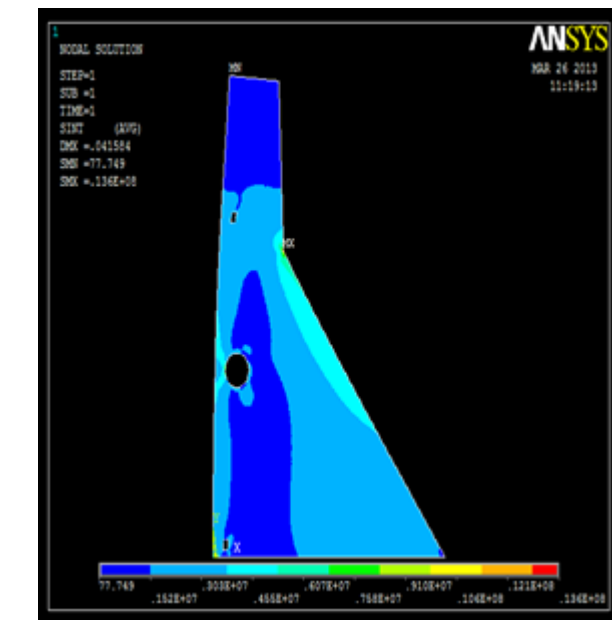 1
ANSYS
NODAL SOLUTION
MAR 26 2013
11:19:13
STEP=1
SUB =1
TIME=1
SINT (AVG)
DMX =.041584
SMN =77.749
SMX =.136E+08
MN
MX
Y
X
77.749 .303E+07 .607E+07 .910E+07 .121E+08
.152E+07 .455E+07 .758E+07 .106E+08 .136E+08